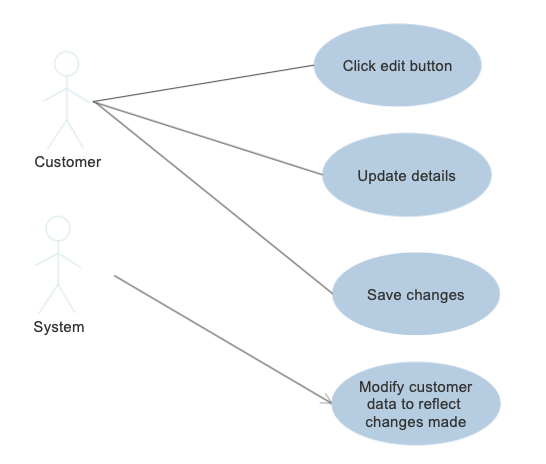 Click edit button
Customer
Update details
Save changes
System
Modify customer
data to reflect
changes made